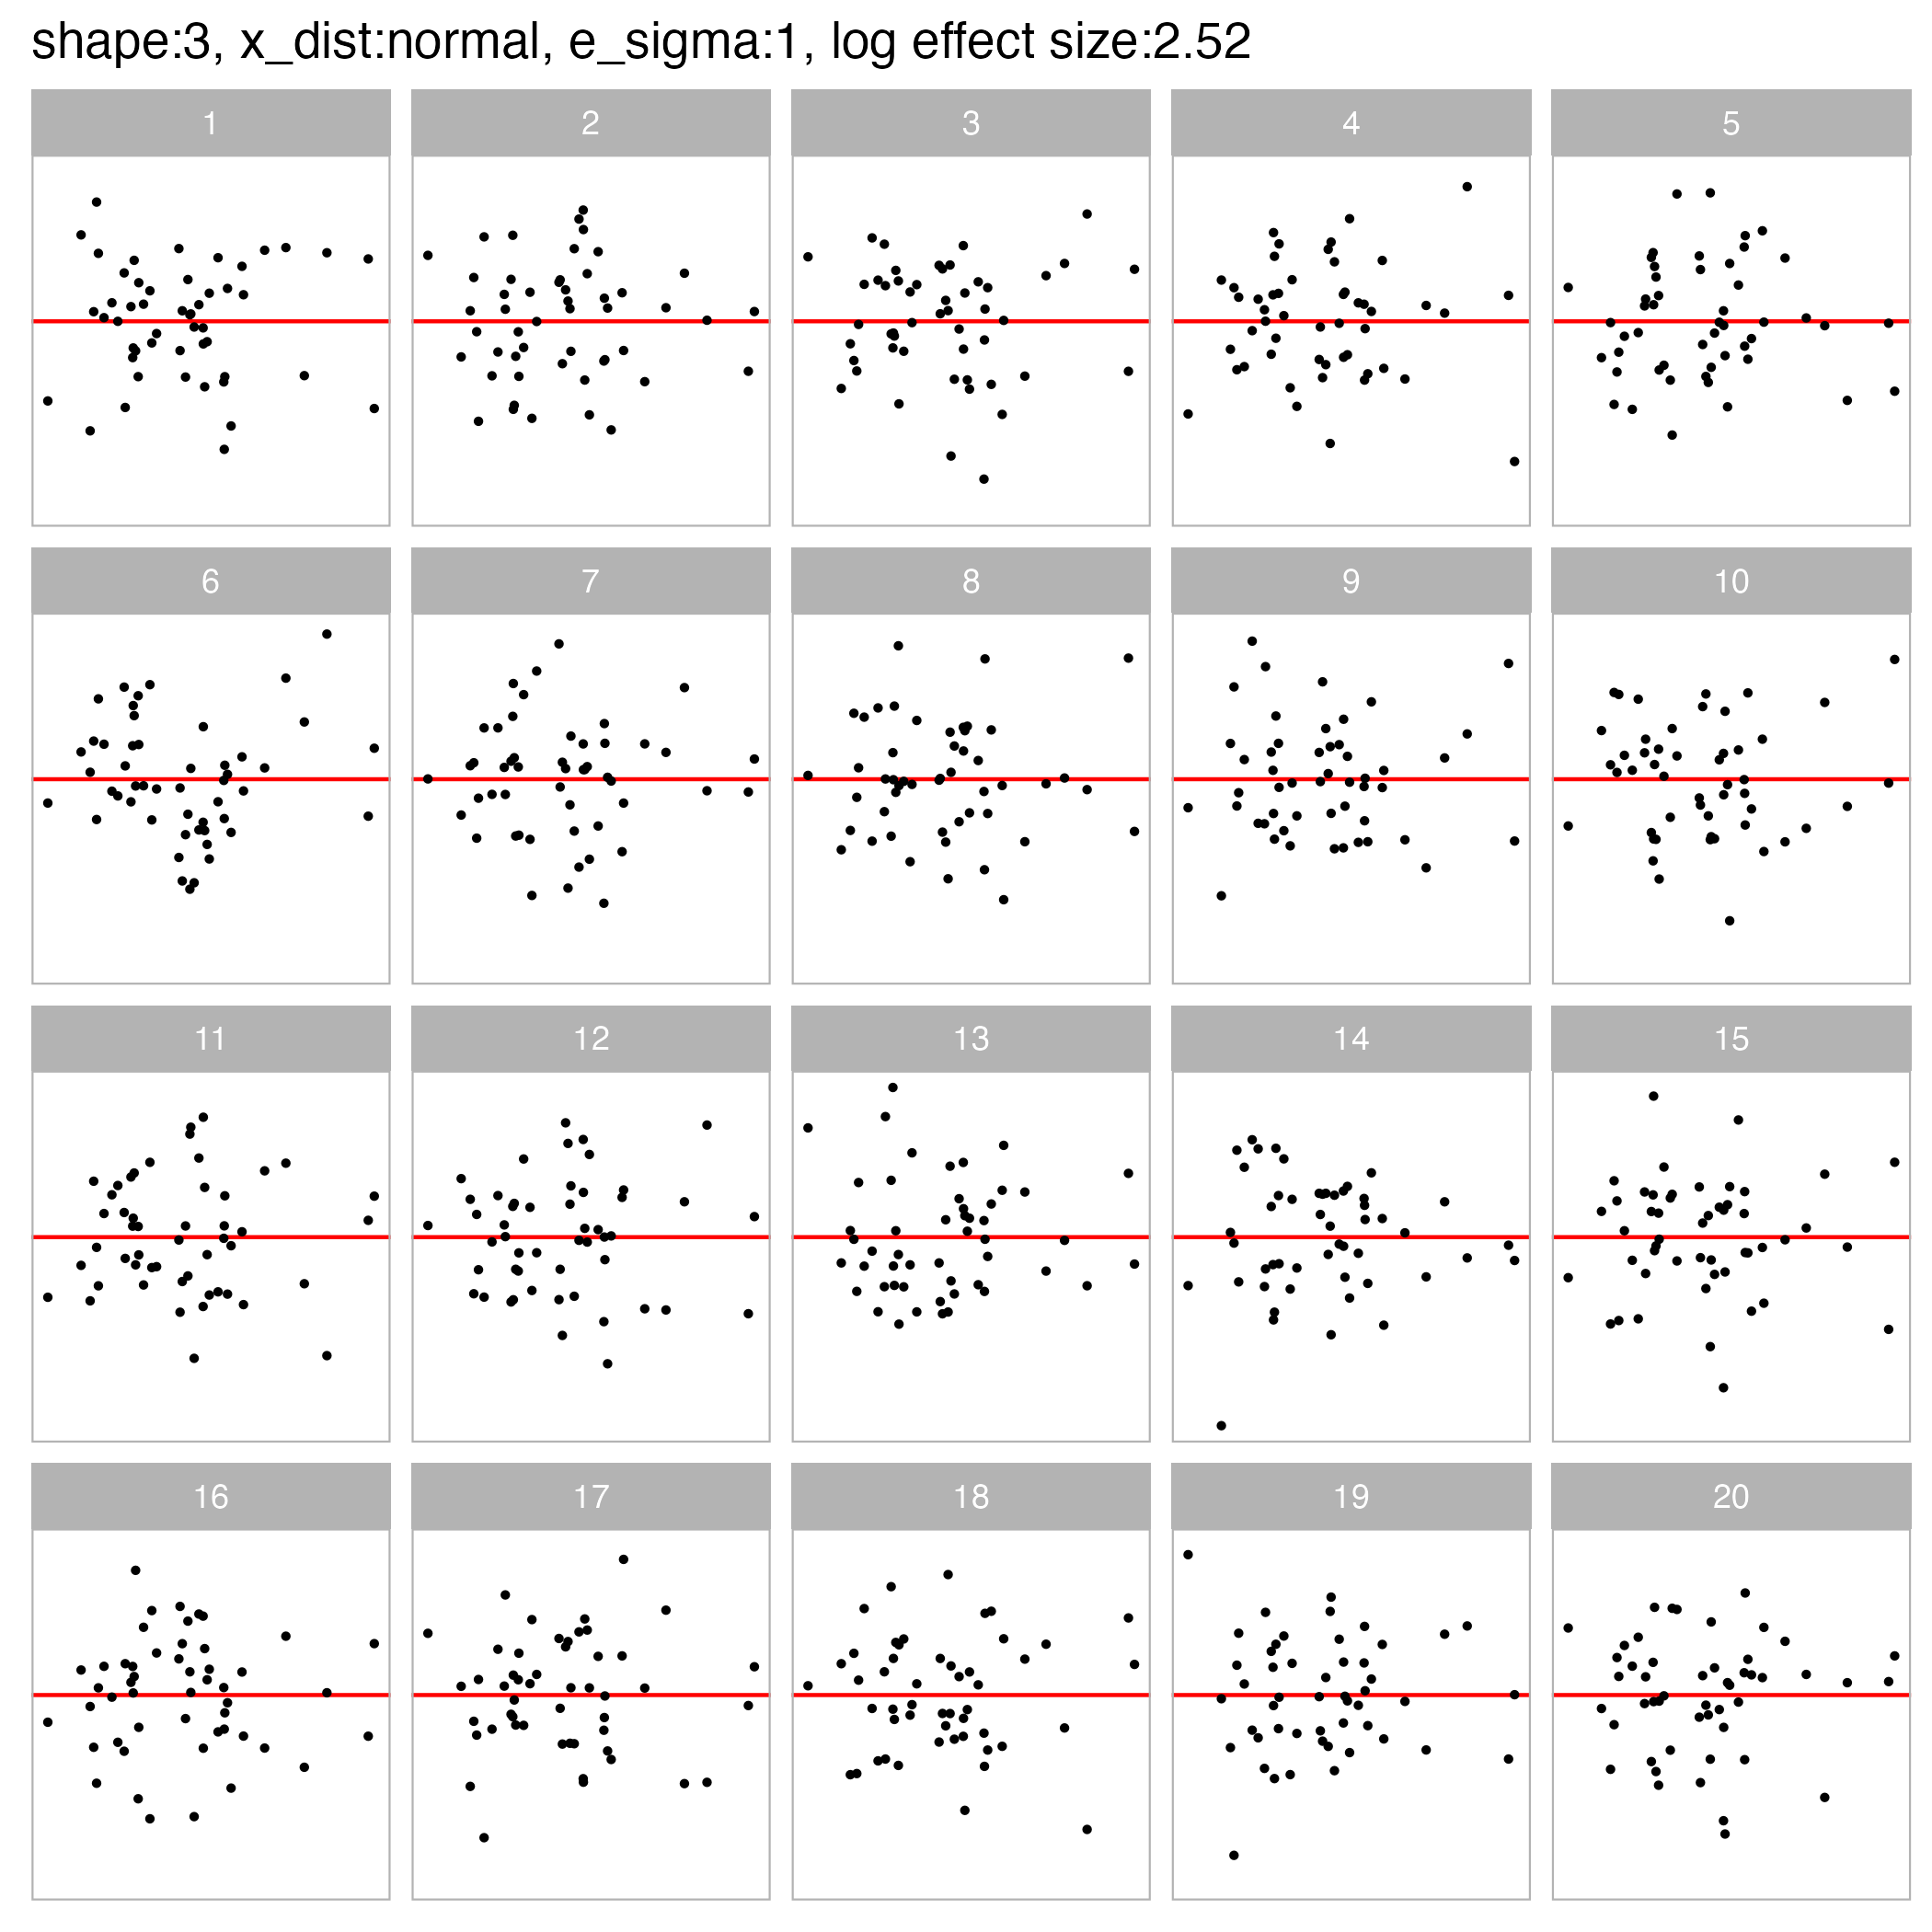 shape:3, x_dist:normal, e_sigma:1, log effect size:2.52
1 2 3 4 5
6 7 8 9 10
11 12 13 14 15
16 17 18 19 20